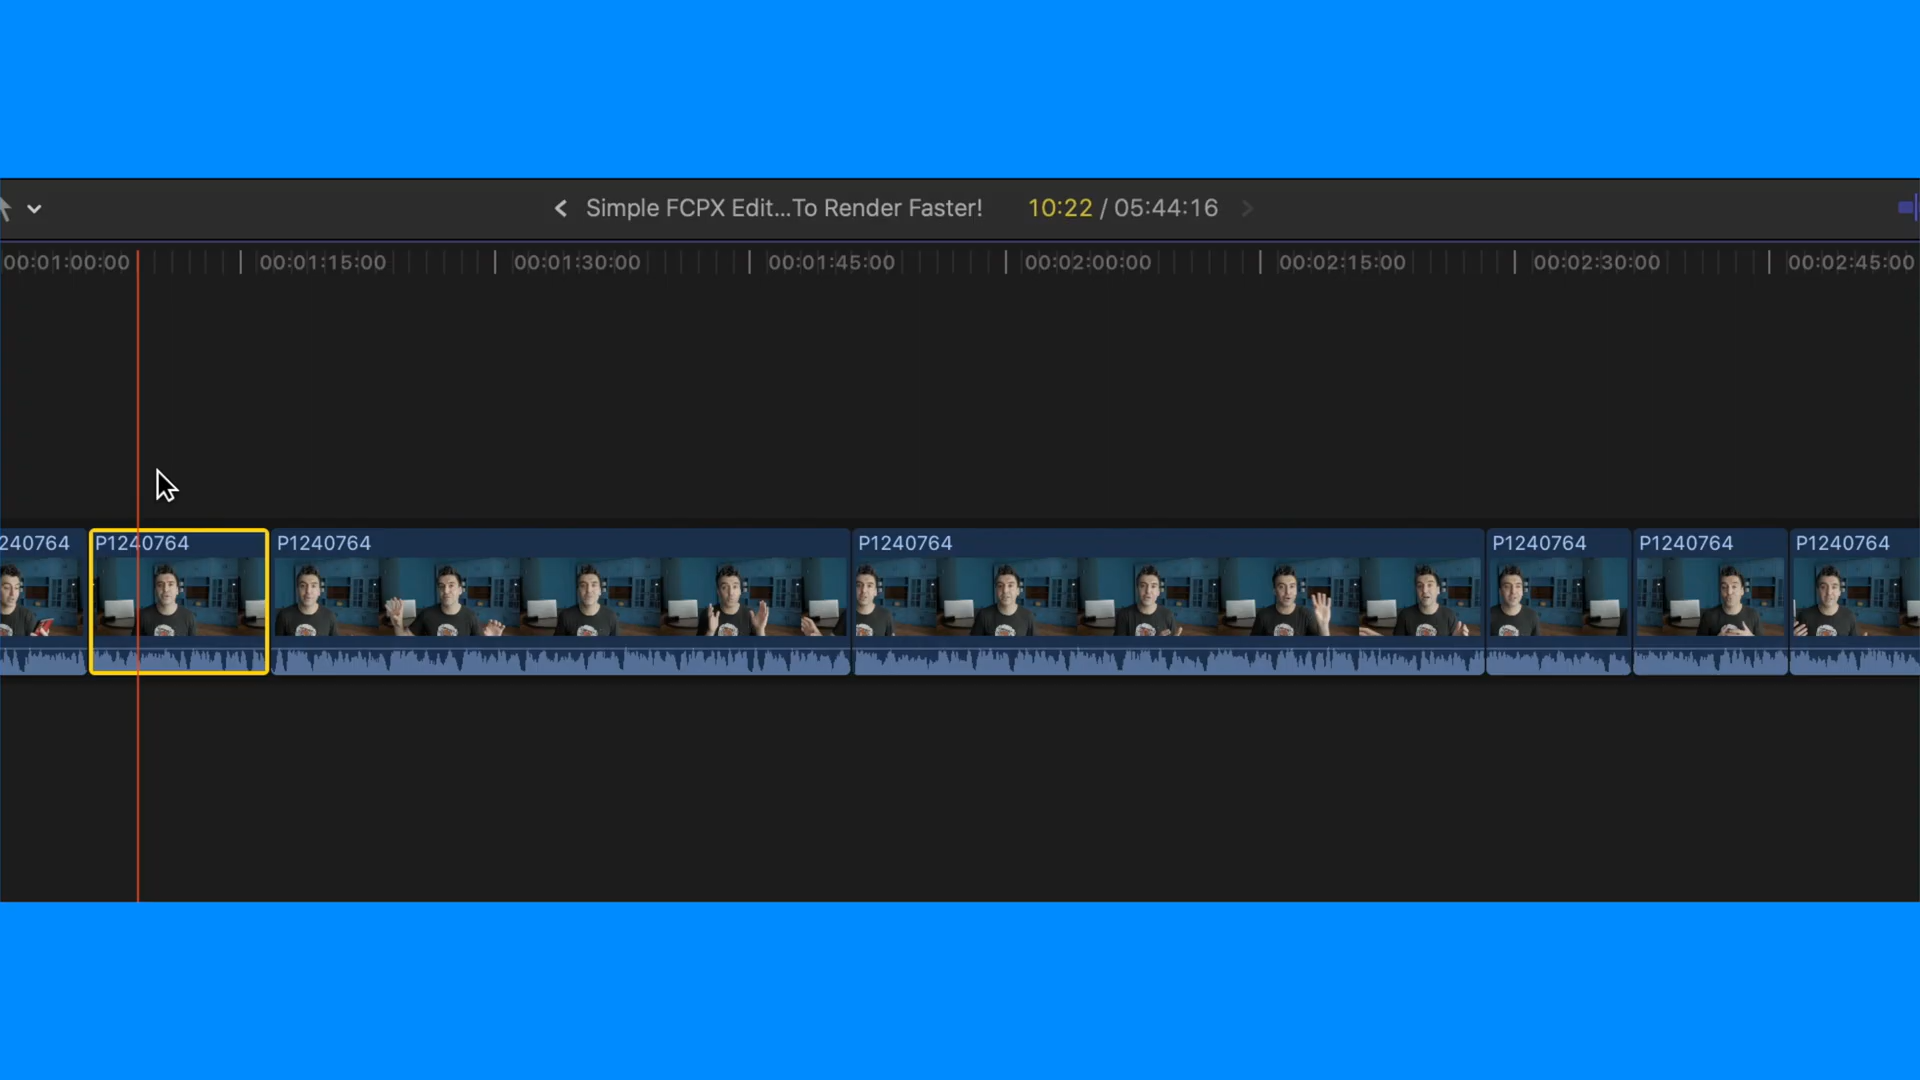 Simple FCPX Edit...To Render Faster! 10:22 / 05:44:16
00:01:00:00 00:01:15:00 00:01:30:00 00:01:45:00 00:02:00:00 00:02:15:00 00:02:30:00 00:02:45:00
240764 P1240764 P1240764 P1240764 P1240764 P1240764 P1240764